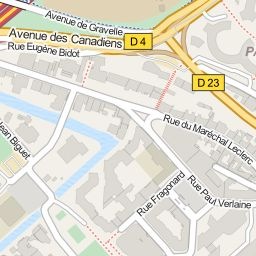 Avenue de Gravelle
Avenue des Canadiens
D 4
Rue Eugène Bidot
D 23
Rue du Maréchal Leclerc
Jean Biguet
Rue Fragonard
Rue Paul Verlaine